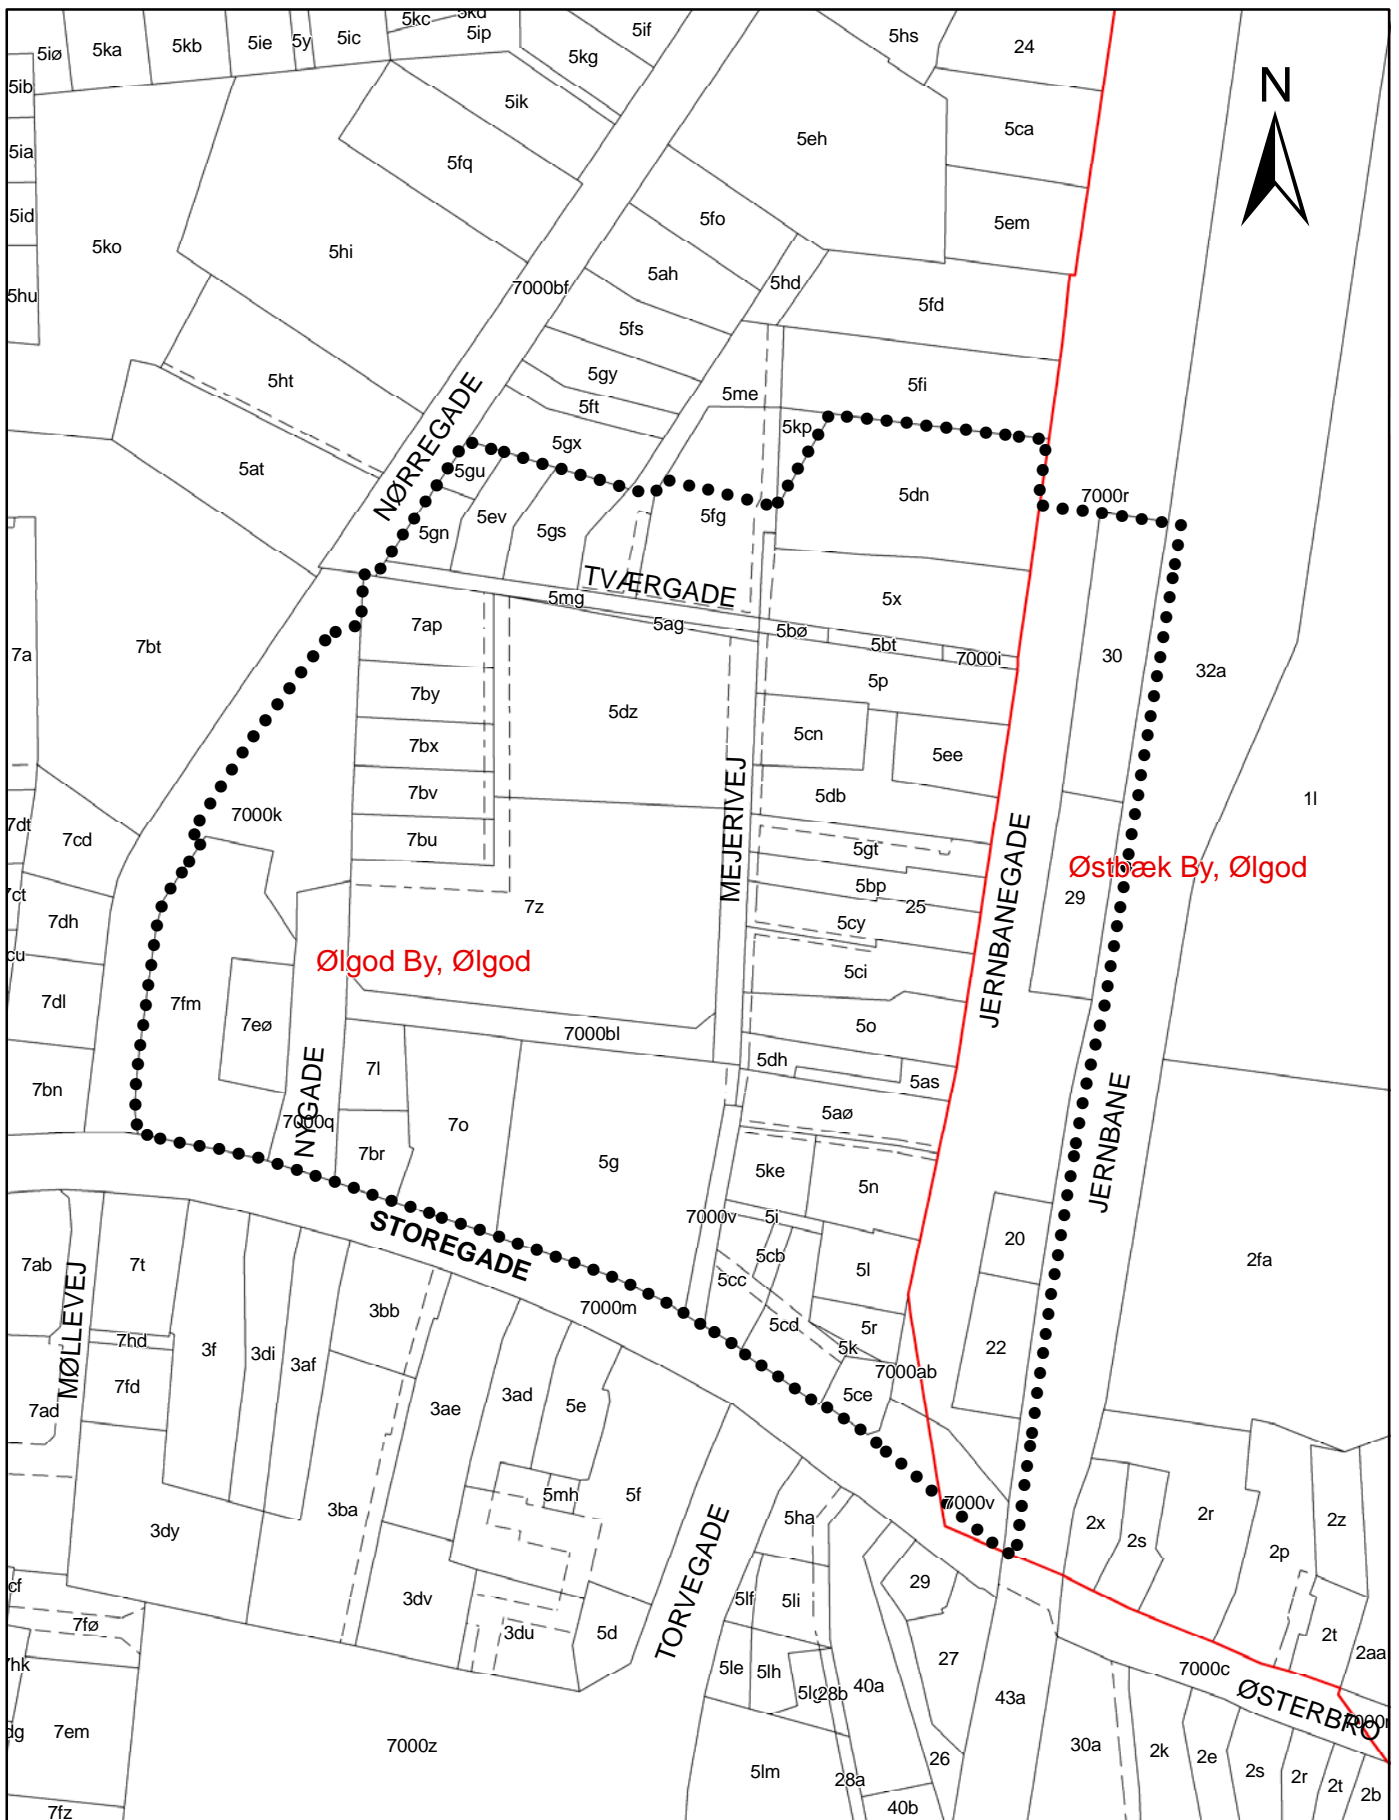 5kc
5kd
5iø
5ka
5kb
5ie
5y
5ic
5ip
5if
5kg
5hs
24
N
5ib
5ik
5ca
5eh
5ia
5fq
5id
5fo
5em
5ko
5hi
5ah
5hd
7000bf
5hu
5fd
5fs
5gy
5ht
5fi
5me
5ft
NØRREGADE
5kp
5gx
5at
5gu
5dn
7000r
5ev
5fg
5gn
5gs
TVÆRGADE
5mg
5x
7ap
5ag
5bø
5bt
7a
7bt
7000i
30
32a
5p
7by
5dz
5cn
7bx
5ee
MEJERIVEJ
7bv
5db
1l
7000k
7dt
7cd
7bu
5gt
JERNBANEGADE
Østbæk By, Ølgod
5bp
7ct
29
7z
25
7dh
5cy
cu
Ølgod By, Ølgod
5ci
7dl
7fm
7eø
5o
7000bl
5dh
7l
5as
7bn
NYGADE
5aø
7000q
7o
JERNBANE
7br
5g
5ke
5n
7000v
5i
STOREGADE
20
7ab
7t
5cb
2fa
MØLLEVEJ
5cc
5l
3bb
7000m
5cd
5r
7hd
3f
3di
3af
5k
22
7000ab
7fd
3ad
5e
5ce
7ad
3ae
5mh
5f
7000v
3ba
5ha
2x
2r
2z
3dy
2s
2p
TORVEGADE
29
cf
3dv
5lf
5li
7fø
3du
5d
2t
7hk
5le
5lh
27
2aa
7000c
5lg
28b
40a
43a
ØSTERBRO
dg
7em
7000z
30a
2k
2e
26
5lm
28a
2s
2r
2t
2b
40b
7fz